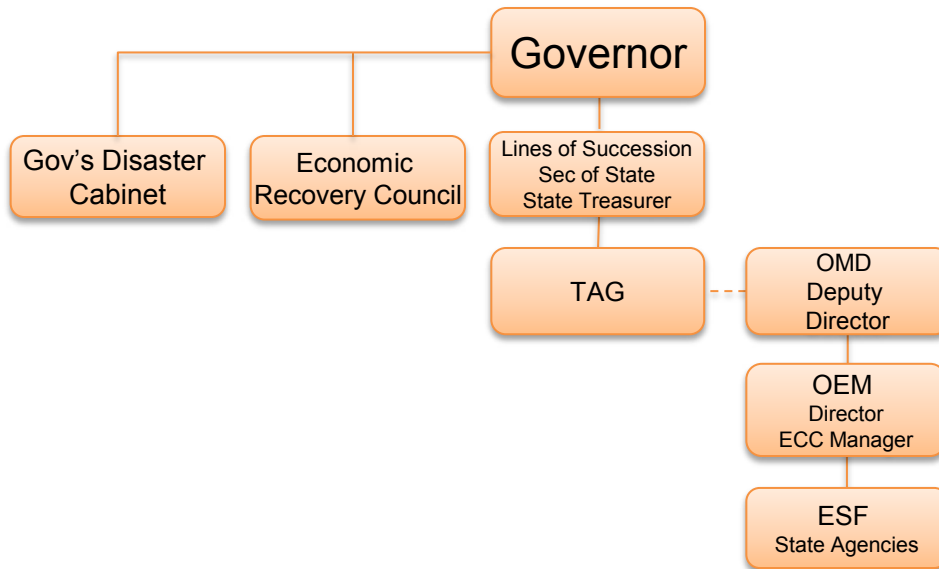 Governor
Gov's Disaster
Cabinet
Economic
Recovery Council
Lines of Succession
Sec of State
State Treasurer
TAG
OMD
Deputy
Director
OEM
Director
ECC Manager
ESF
State Agencies